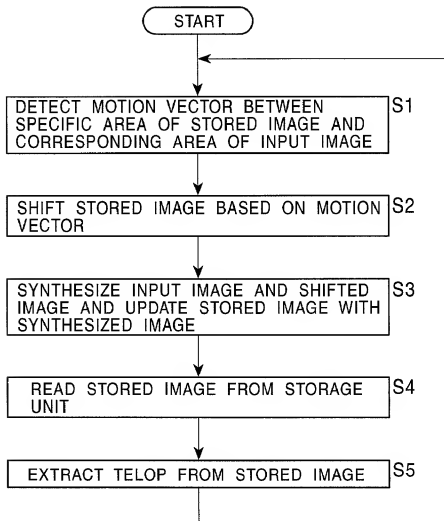 START
DETECT MOTION VECTOR BETWEEN
SPECIFIC AREA OF STORED IMAGE AND
CORRESPONDING AREA OF INPUT IMAGE
S1
SHIFT STORED IMAGE BASED ON MOTION
VECTOR
S2
SYNTHESIZE INPUT IMAGE AND SHIFTED
IMAGE AND UPDATE STORED IMAGE WITH
SYNTHESIZED IMAGE
S3
READ STORED IMAGE FROM STORAGE
UNIT
S4
EXTRACT TELOP FROM STORED IMAGE
S5